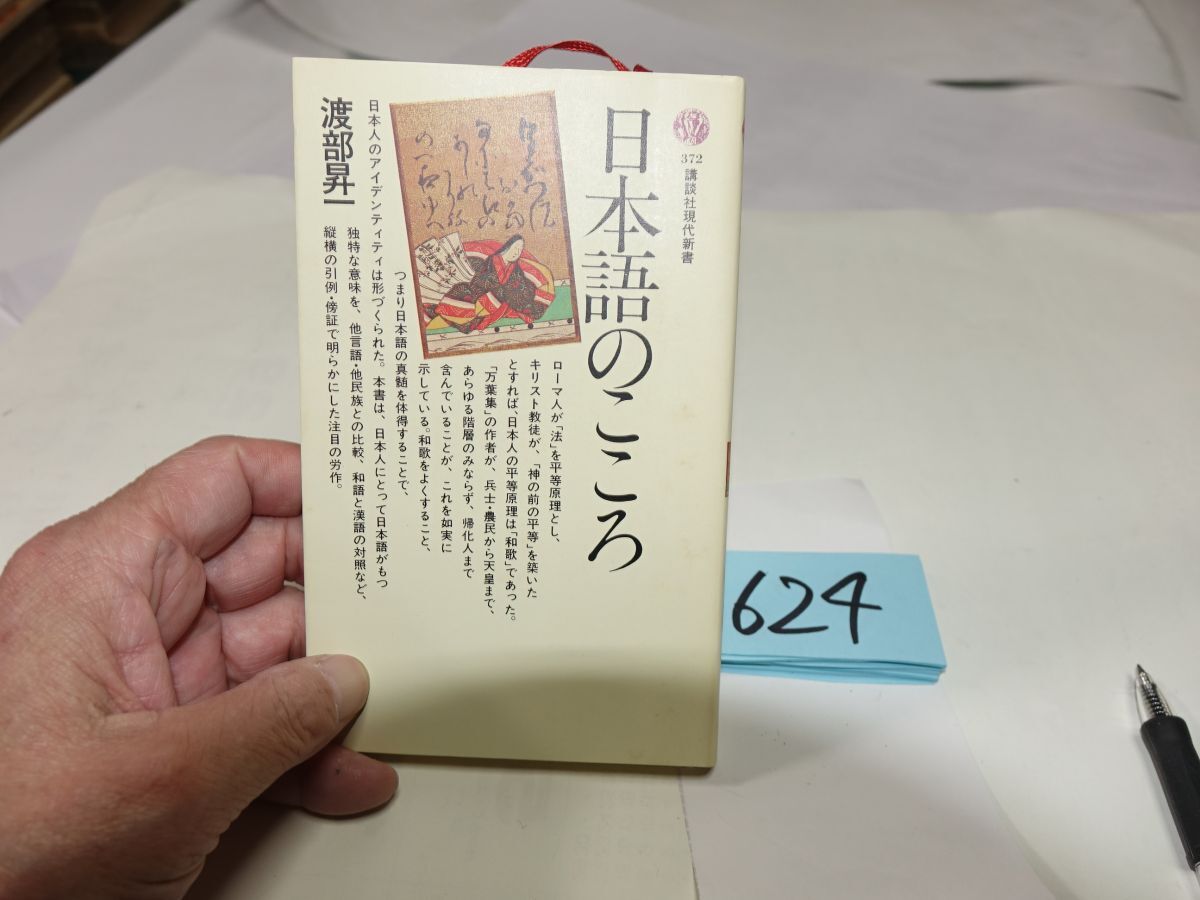 372
講談社現代新書
日本語のこころ
ローマ人が「法」を平等原理とし、
キリスト教徒が、「神の前の平等」を築いた
とすれば、日本人の平等原理は「和歌」であった。
「万葉集」の作者が、兵士・農民から天皇まで、
あらゆる階層のみならず、帰化人まで
含んでいることが、これを如実に
示している。和歌をよくすること、
つまり日本語の真髄を体得することで、
日本人のアイデンティティは形づくられた。本書は、日本人にとって日本語がもつ
独特な意味を、他言語・他民族との比較、和語と漢語の対照など、
縦横の引例・傍証で明らかにした注目の労作。
渡部昇一
624